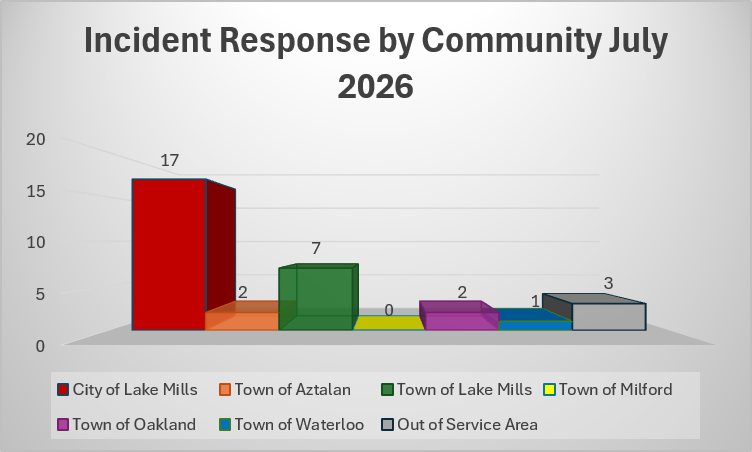 Incident Response by Community July
2026
20
15
10
5
0
17
2
7
0
2
1
3
City of Lake Mills
Town of Aztalan
Town of Lake Mills
Town of Milford
Town of Oakland
Town of Waterloo
Out of Service Area